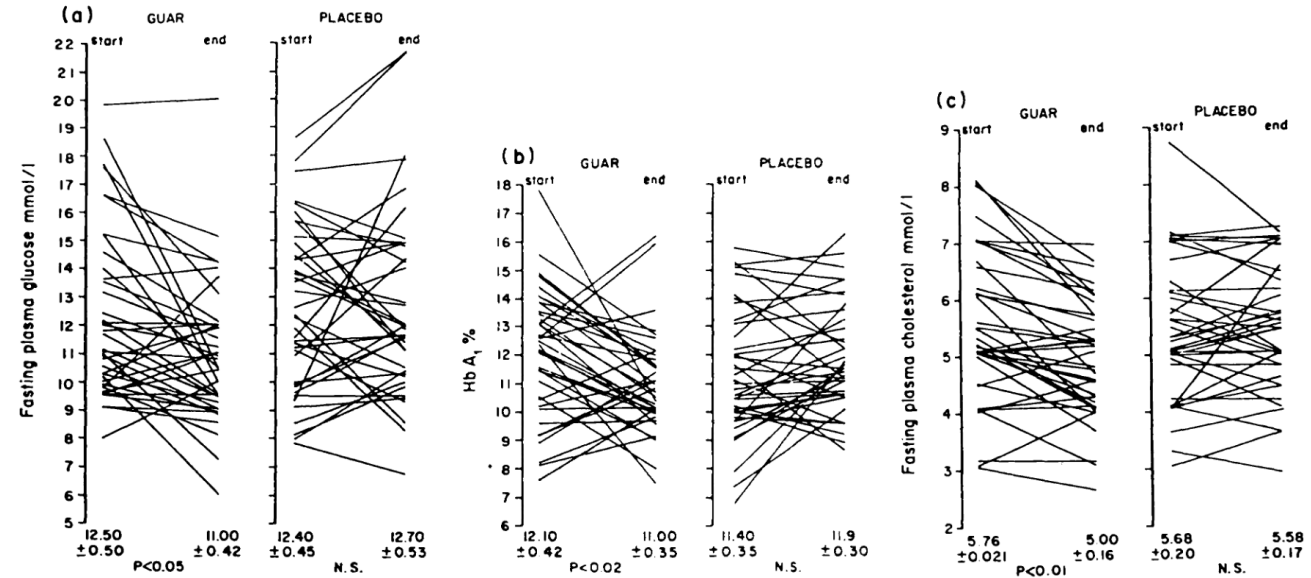 (a) GUAR PLACEBO
start end start end
22
21
20
19
18
17
16
15
14
13
12
11
10
9
8
7
6
5
Fasting plasma glucose mmol/l
12.50 11.00 12.40 12.70
±0.50 ±0.42 ±0.45 ±0.53
P<0.05 N.S.
(b) GUAR PLACEBO
start end start end
18
17
16
15
14
13
12
11
10
9
8
7
6
Hb A₁ %
12.10 11.00 11.40 11.9
±0.42 ±0.35 ±0.35 ±0.30
P<0.02 N.S.
(c) GUAR PLACEBO
start end start end
9
8
7
6
5
4
3
2
Fasting plasma cholesterol mmol/l
5.76 5.00 5.68 5.58
±0.021 ±0.16 ±0.20 ±0.17
P<0.01 N.S.